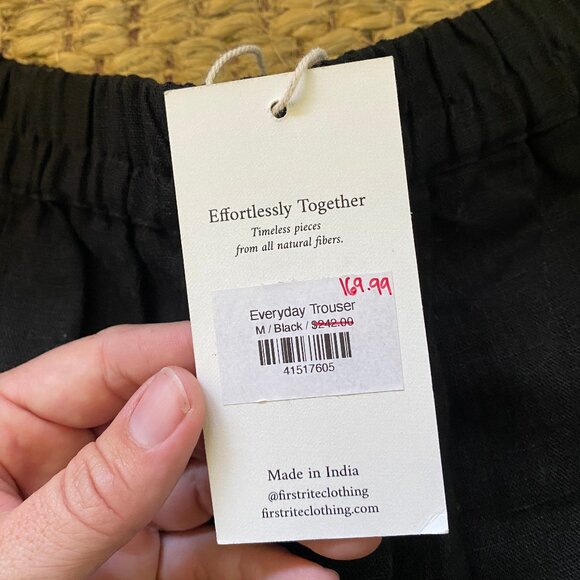 Effortlessly Together
Timeless pieces
from all natural fibers.
169.99
Everyday Trouser
M / Black / $242.00
41517605
Made in India
@firstriteclothing
firstriteclothing.com